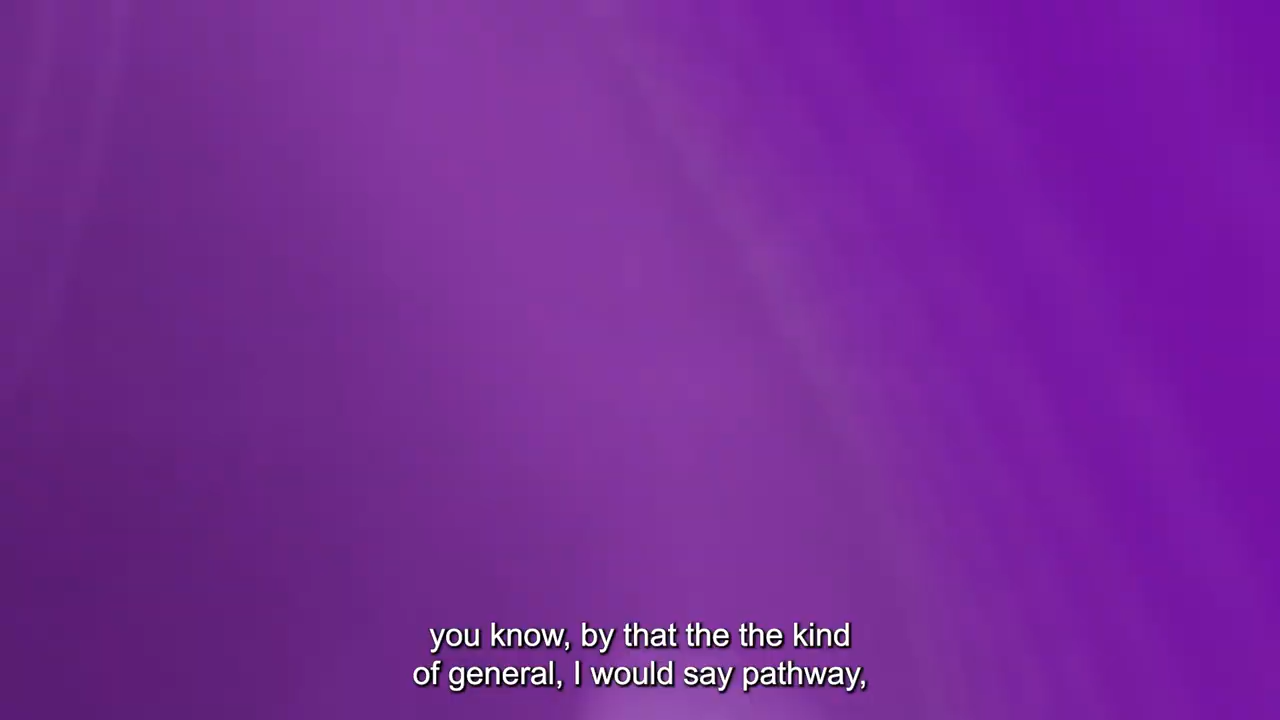 you know, by that the the kind
of general, I would say pathway,